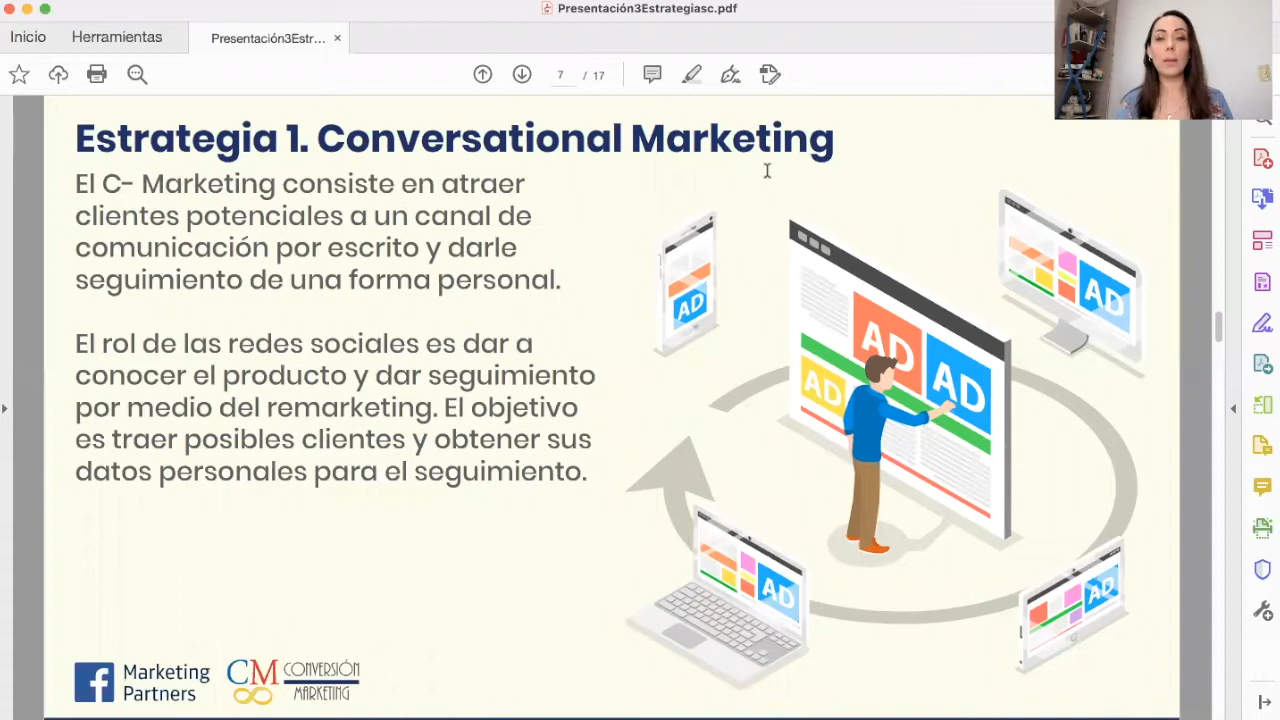 Presentación3Estrategiasc.pdf
Inicio
Herramientas
Presentación3Estr... ×
7 / 17
Estrategia 1. Conversational Marketing
El C- Marketing consiste en atraer
clientes potenciales a un canal de
comunicación por escrito y darle
seguimiento de una forma personal.
El rol de las redes sociales es dar a
conocer el producto y dar seguimiento
por medio del remarketing. El objetivo
es traer posibles clientes y obtener sus
datos personales para el seguimiento.
AD
AD
AD
AD
AD
AD
AD
f Marketing
Partners
CM CONVERSIÓN
MARKETING